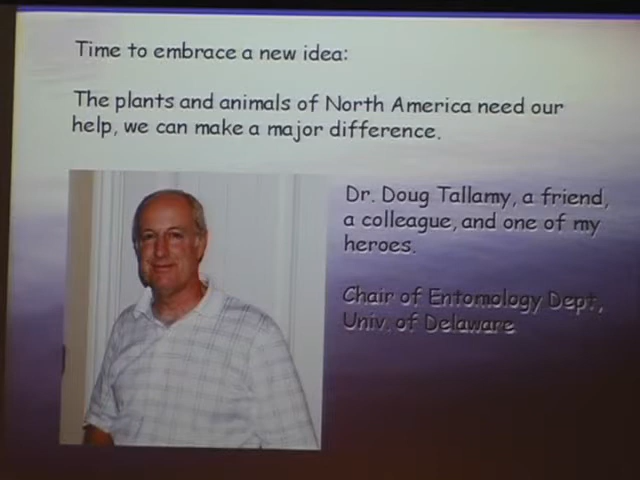 Time to embrace a new idea:
The plants and animals of North America need our
help, we can make a major difference.
Dr. Doug Tallamy, a friend,
a colleague, and one of my
heroes.
Chair of Entomology Dept,
Univ. of Delaware